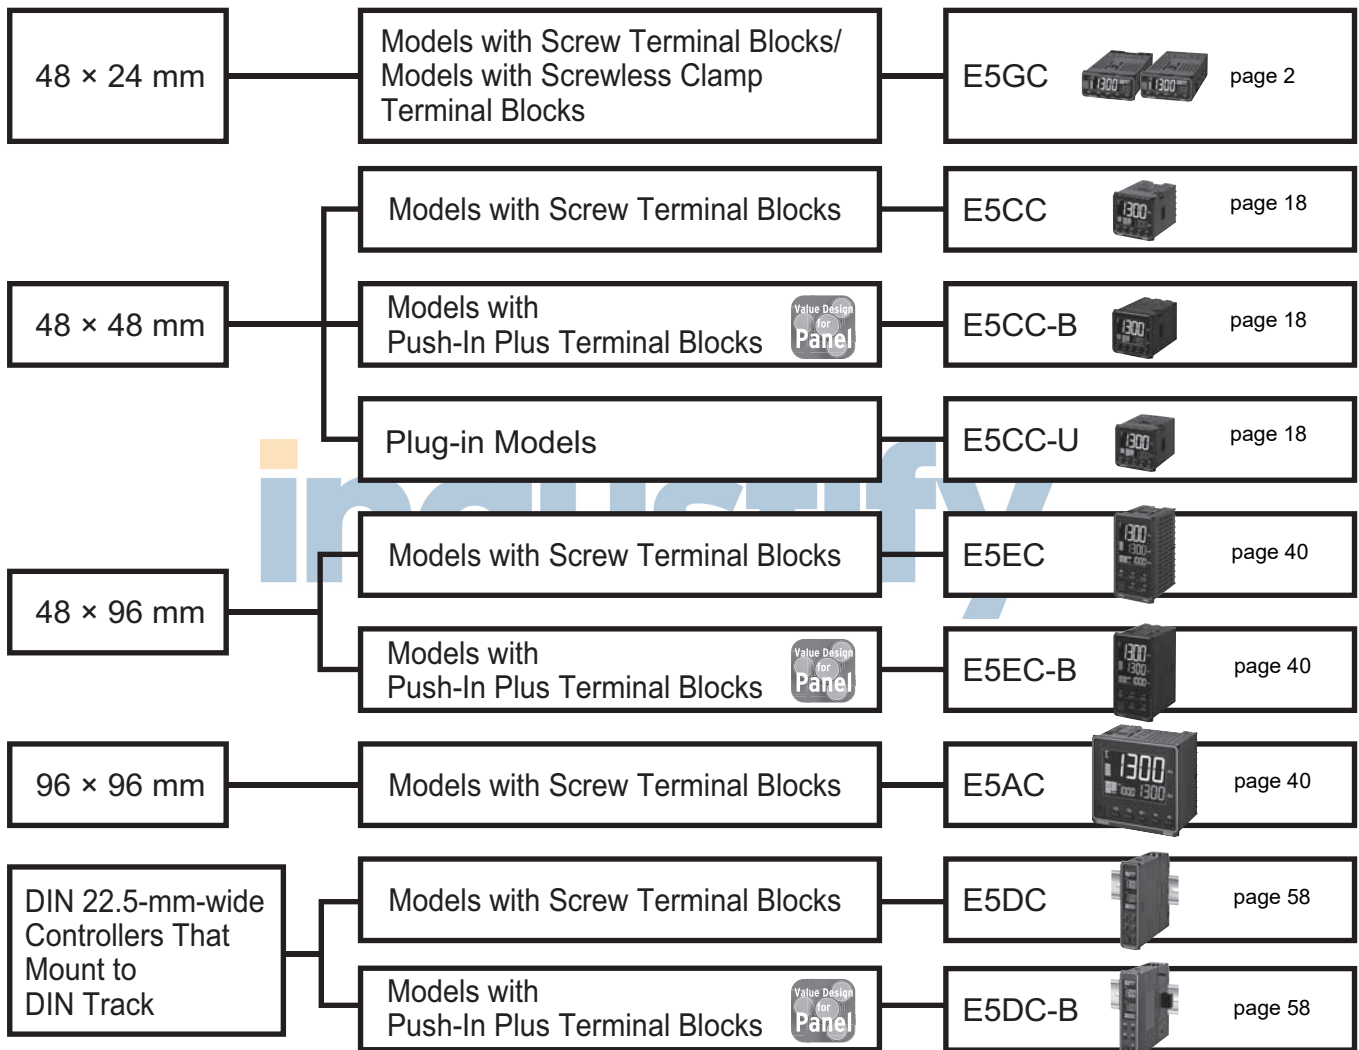 48 × 24 mm
Models with Screw Terminal Blocks/
Models with Screwless Clamp
Terminal Blocks
E5GC
page 2
48 × 48 mm
Models with Screw Terminal Blocks
E5CC
page 18
Models with
Push-In Plus Terminal Blocks
Value Design
for
Panel
E5CC-B
page 18
Plug-in Models
E5CC-U
page 18
industify
48 × 96 mm
Models with Screw Terminal Blocks
E5EC
page 40
Models with
Push-In Plus Terminal Blocks
Value Design
for
Panel
E5EC-B
page 40
96 × 96 mm
Models with Screw Terminal Blocks
E5AC
1300
1000 1300
page 40
DIN 22.5-mm-wide
Controllers That
Mount to
DIN Track
Models with Screw Terminal Blocks
E5DC
page 58
Models with
Push-In Plus Terminal Blocks
Value Design
for
Panel
E5DC-B
page 58